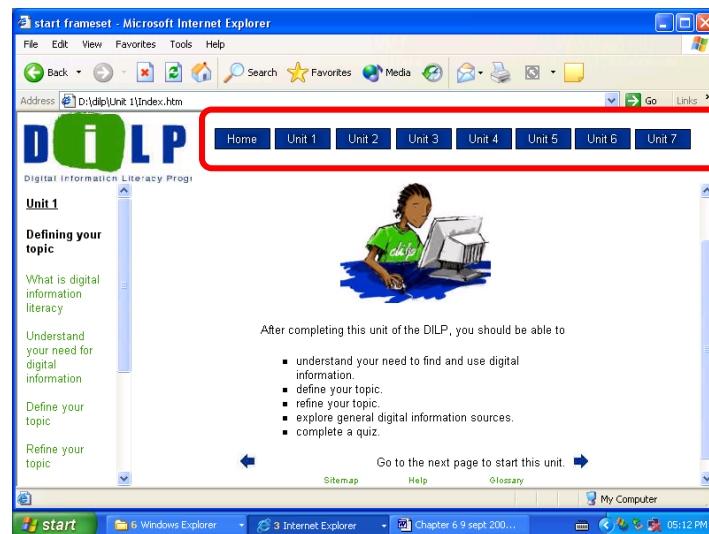 start frameset - Microsoft Internet Explorer
File Edit View Favorites Tools Help
Back Search Favorites Media
Address D:\dilp\Unit 1\Index.htm Go Links
DiLP
Digital Information Literacy Progr
Home Unit 1 Unit 2 Unit 3 Unit 4 Unit 5 Unit 6 Unit 7
Unit 1
Defining your
topic
What is digital
information
literacy
Understand
your need for
digital
information
Define your
topic
Refine your
topic
dilp
After completing this unit of the DILP, you should be able to
understand your need to find and use digital
information.
define your topic.
refine your topic.
explore general digital information sources.
complete a quiz.
Go to the next page to start this unit.
Sitemap Help Glossary
My Computer
start 6 Windows Explorer 3 Internet Explorer Chapter 6 9 sept 200... 05:12 PM